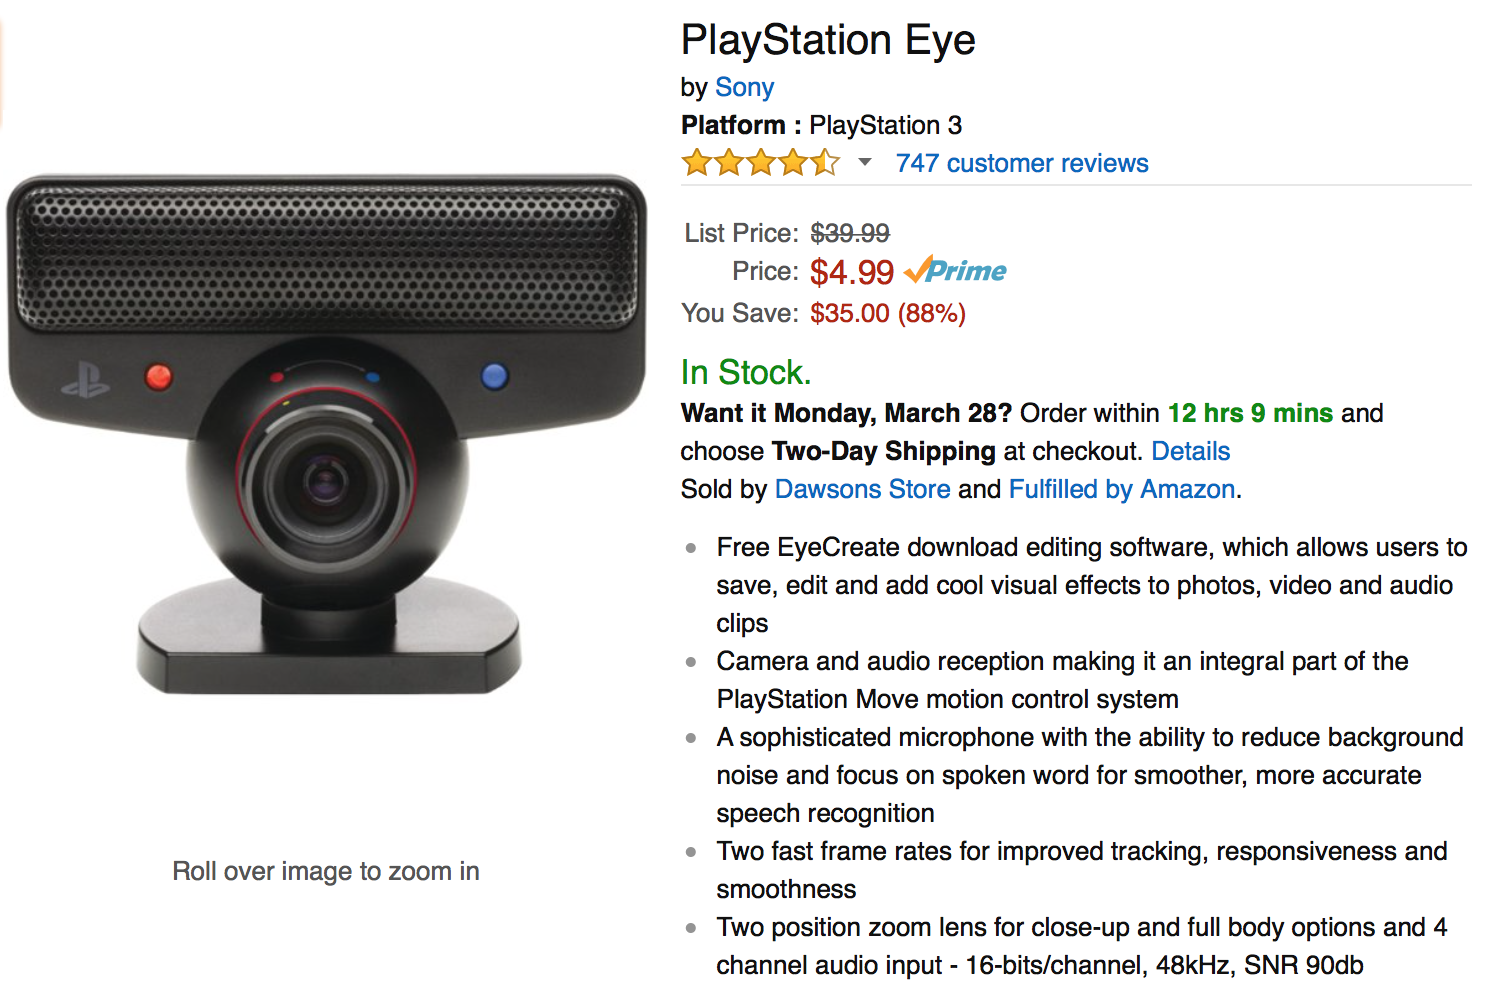 PlayStation Eye
by Sony
Platform : PlayStation 3
747 customer reviews
List Price: $39.99
Price: $4.99 Prime
You Save: $35.00 (88%)
In Stock.
Want it Monday, March 28? Order within 12 hrs 9 mins and
choose Two-Day Shipping at checkout. Details
Sold by Dawsons Store and Fulfilled by Amazon.
Free EyeCreate download editing software, which allows users to
save, edit and add cool visual effects to photos, video and audio
clips
Camera and audio reception making it an integral part of the
PlayStation Move motion control system
A sophisticated microphone with the ability to reduce background
noise and focus on spoken word for smoother, more accurate
speech recognition
Two fast frame rates for improved tracking, responsiveness and
smoothness
Two position zoom lens for close-up and full body options and 4
channel audio input - 16-bits/channel, 48kHz, SNR 90db
Roll over image to zoom in